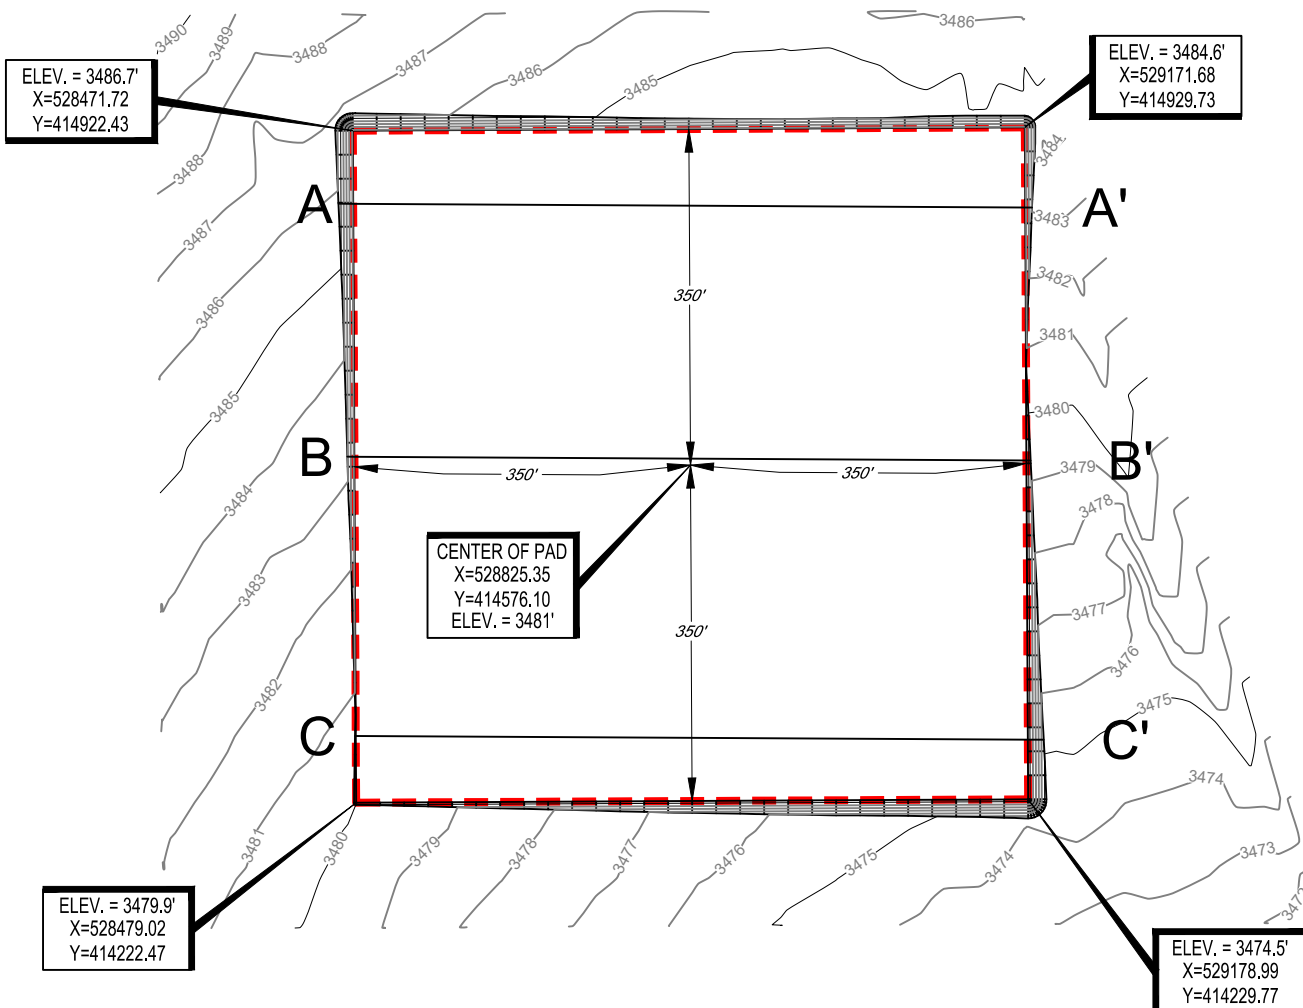 3490
3489
3488
3487
3486
3485
3486
ELEV. = 3486.7'
X=528471.72
Y=414922.43
ELEV. = 3484.6'
X=529171.68
Y=414929.73
3488
3484
A
A'
3487
3483
3486
350'
3482
3481
3485
3480
B
350'
350'
B'
3479
3484
3478
CENTER OF PAD
X=528825.35
Y=414576.10
ELEV. = 3481'
3483
3477
350'
3476
3482
3475
C
C'
3474
3481
3480
3479
3478
3477
3476
3475
3474
3473
3472
ELEV. = 3479.9'
X=528479.02
Y=414222.47
ELEV. = 3474.5'
X=529178.99
Y=414229.77